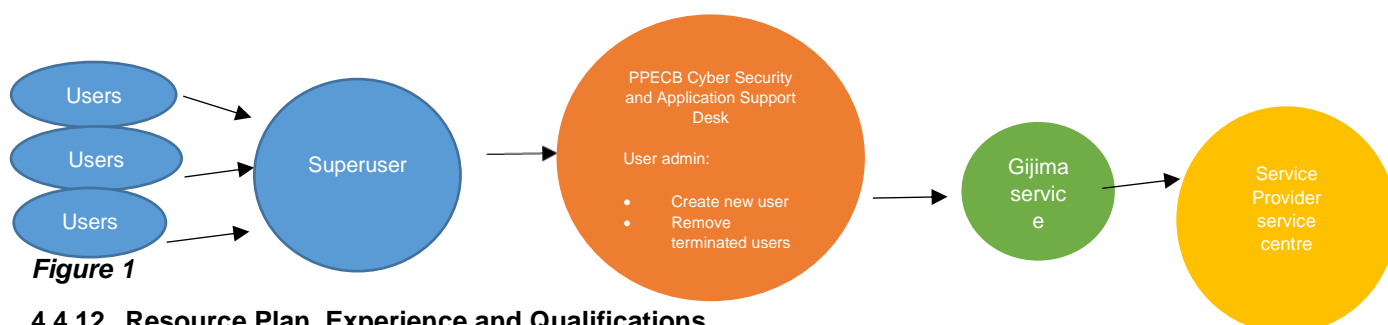 Users
Users
Users
Superuser
PPECB Cyber Security
and Application Support
Desk
User admin:
• Create new user
• Remove
terminated users
Gijima
servic
e
Service
Provider
service
centre
Figure 1
4.4.12 Resource Plan, Experience and Qualifications